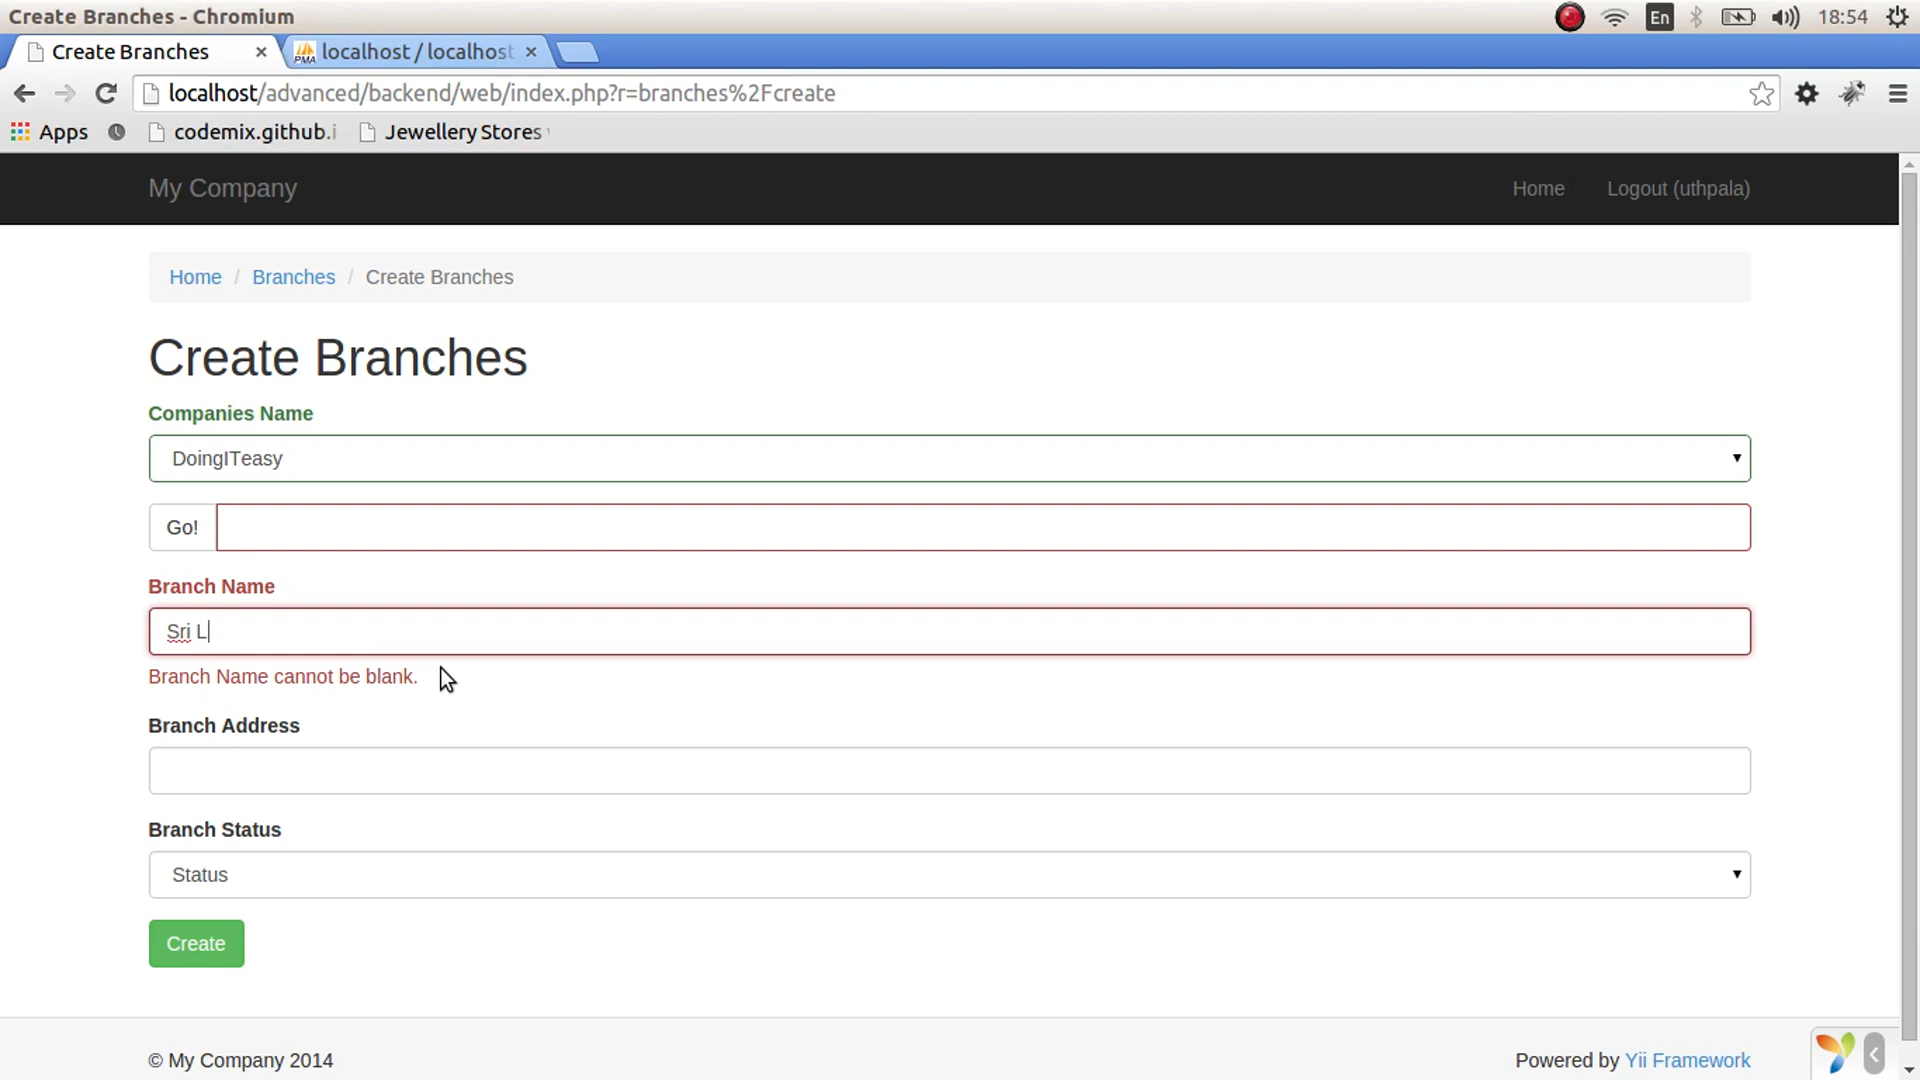 Create Branches - Chromium
En
18:54
Create Branches
PMA
localhost / localhost
localhost/advanced/backend/web/index.php?r=branches%2Fcreate
Apps
codemix.github.i
Jewellery Stores
My Company
Home
Logout (uthpala)
Home / Branches / Create Branches
Create Branches
Companies Name
DoingITeasy
Go!
Branch Name
Sri L
Branch Name cannot be blank.
Branch Address
Branch Status
Status
Create
© My Company 2014
Powered by Yii Framework